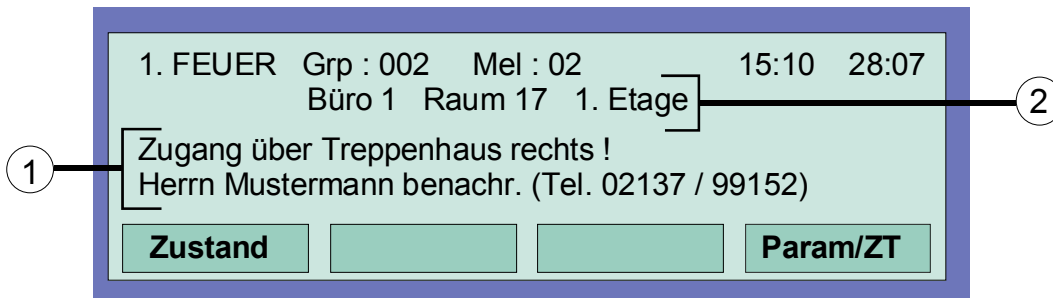 1. FEUER Grp : 002 Mel : 02 15:10 28:07
Büro 1 Raum 17 1. Etage
2
Zugang über Treppenhaus rechts !
1
Herrn Mustermann benachr. (Tel. 02137 / 99152)
Zustand Param/ZT